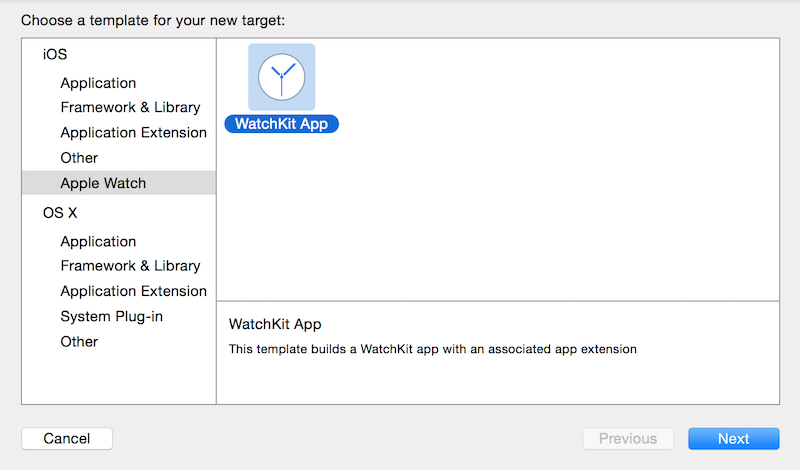 Choose a template for your new target:
iOS
Application
Framework & Library
Application Extension
Other
Apple Watch
OS X
Application
Framework & Library
Application Extension
System Plug-in
Other
WatchKit App
WatchKit App
This template builds a WatchKit app with an associated app extension
Cancel
Previous
Next